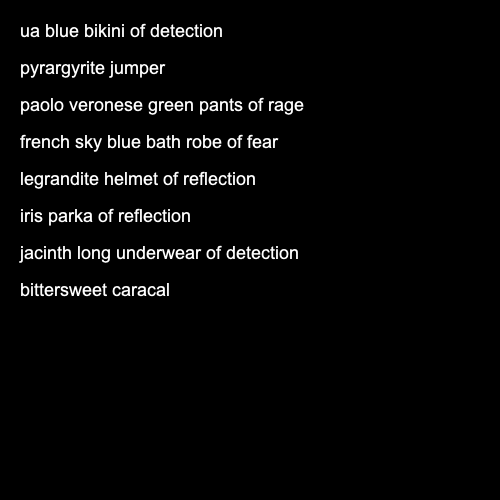 ua blue bikini of detection
pyrargyrite jumper
paolo veronese green pants of rage
french sky blue bath robe of fear
legrandite helmet of reflection
iris parka of reflection
jacinth long underwear of detection
bittersweet caracal